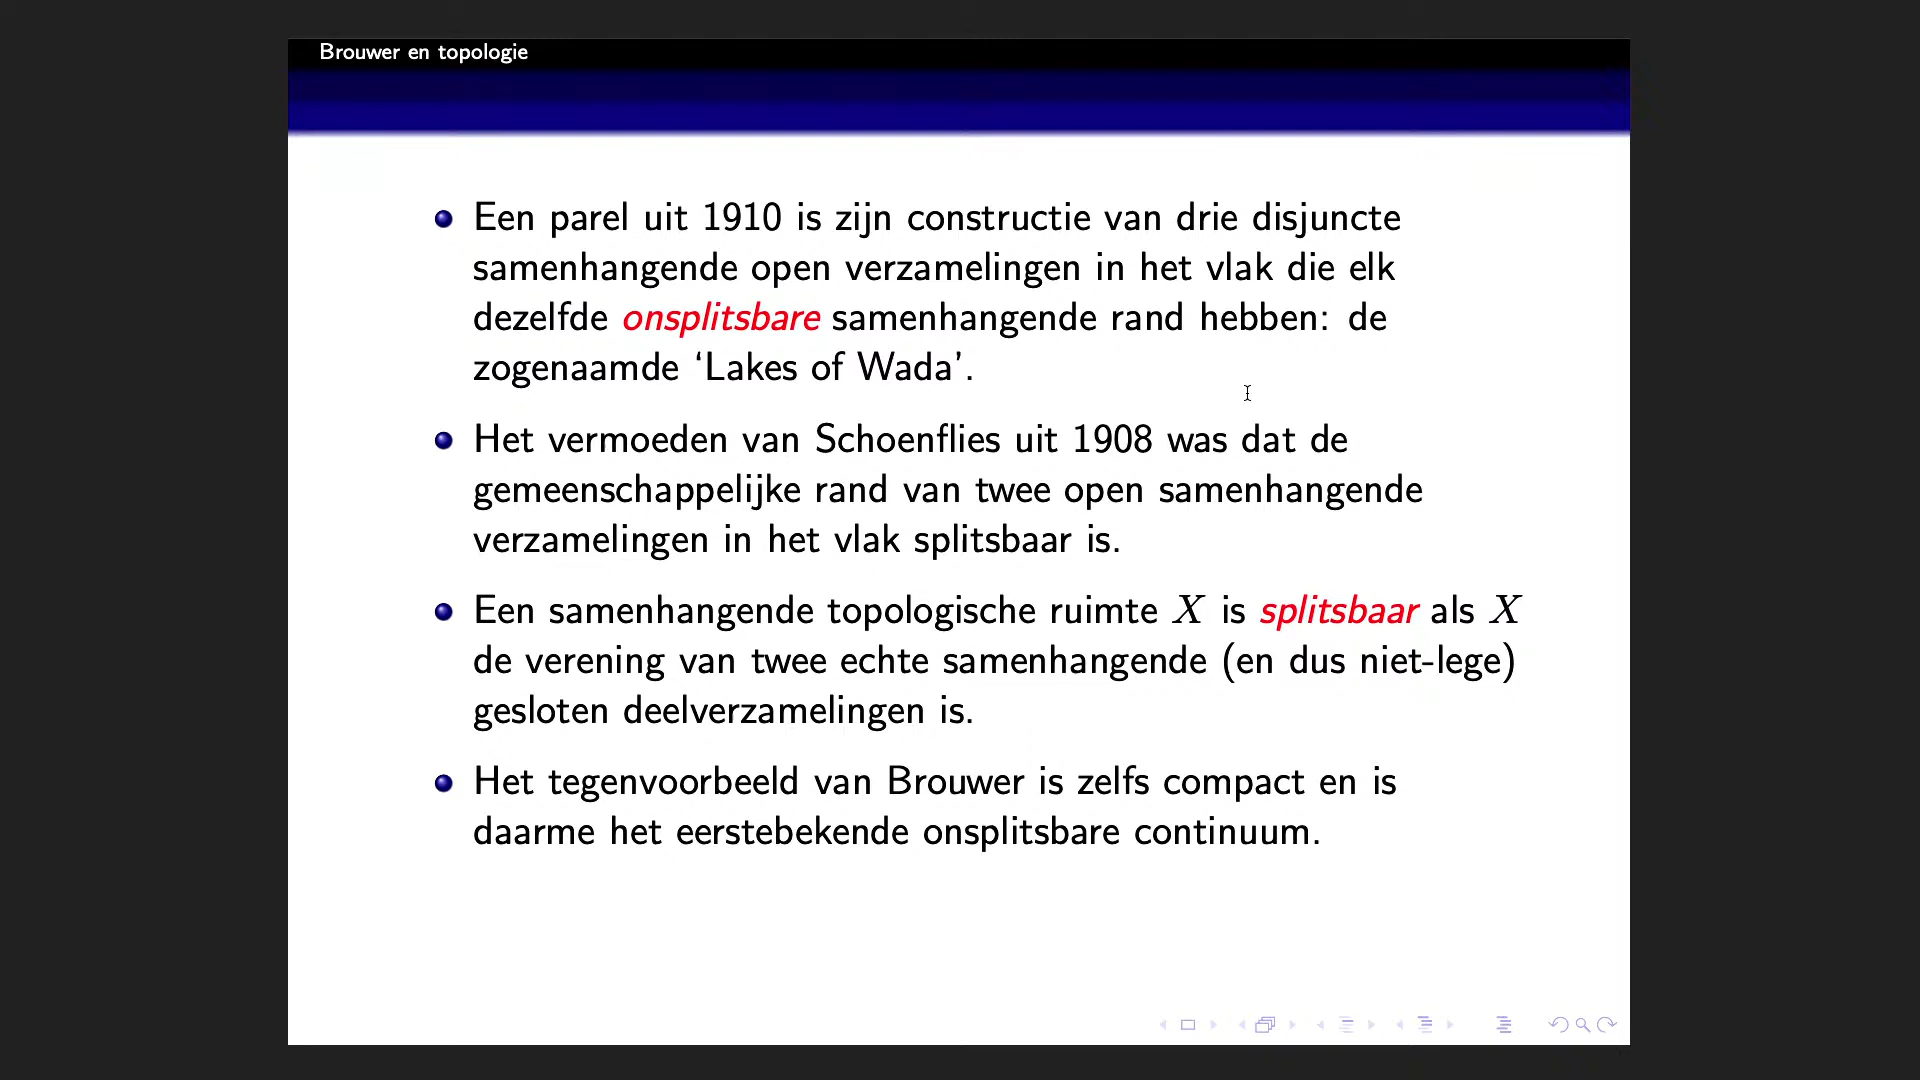 Brouwer en topologie
Een parel uit 1910 is zijn constructie van drie disjuncte
samenhangende open verzamelingen in het vlak die elk
dezelfde onsplitsbare samenhangende rand hebben: de
zogenaamde ‘Lakes of Wada’.
Het vermoeden van Schoenflies uit 1908 was dat de
gemeenschappelijke rand van twee open samenhangende
verzamelingen in het vlak splitsbaar is.
Een samenhangende topologische ruimte X is splitsbaar als X
de verening van twee echte samenhangende (en dus niet-lege)
gesloten deelverzamelingen is.
Het tegenvoorbeeld van Brouwer is zelfs compact en is
daarme het eerstebekende onsplitsbare continuum.